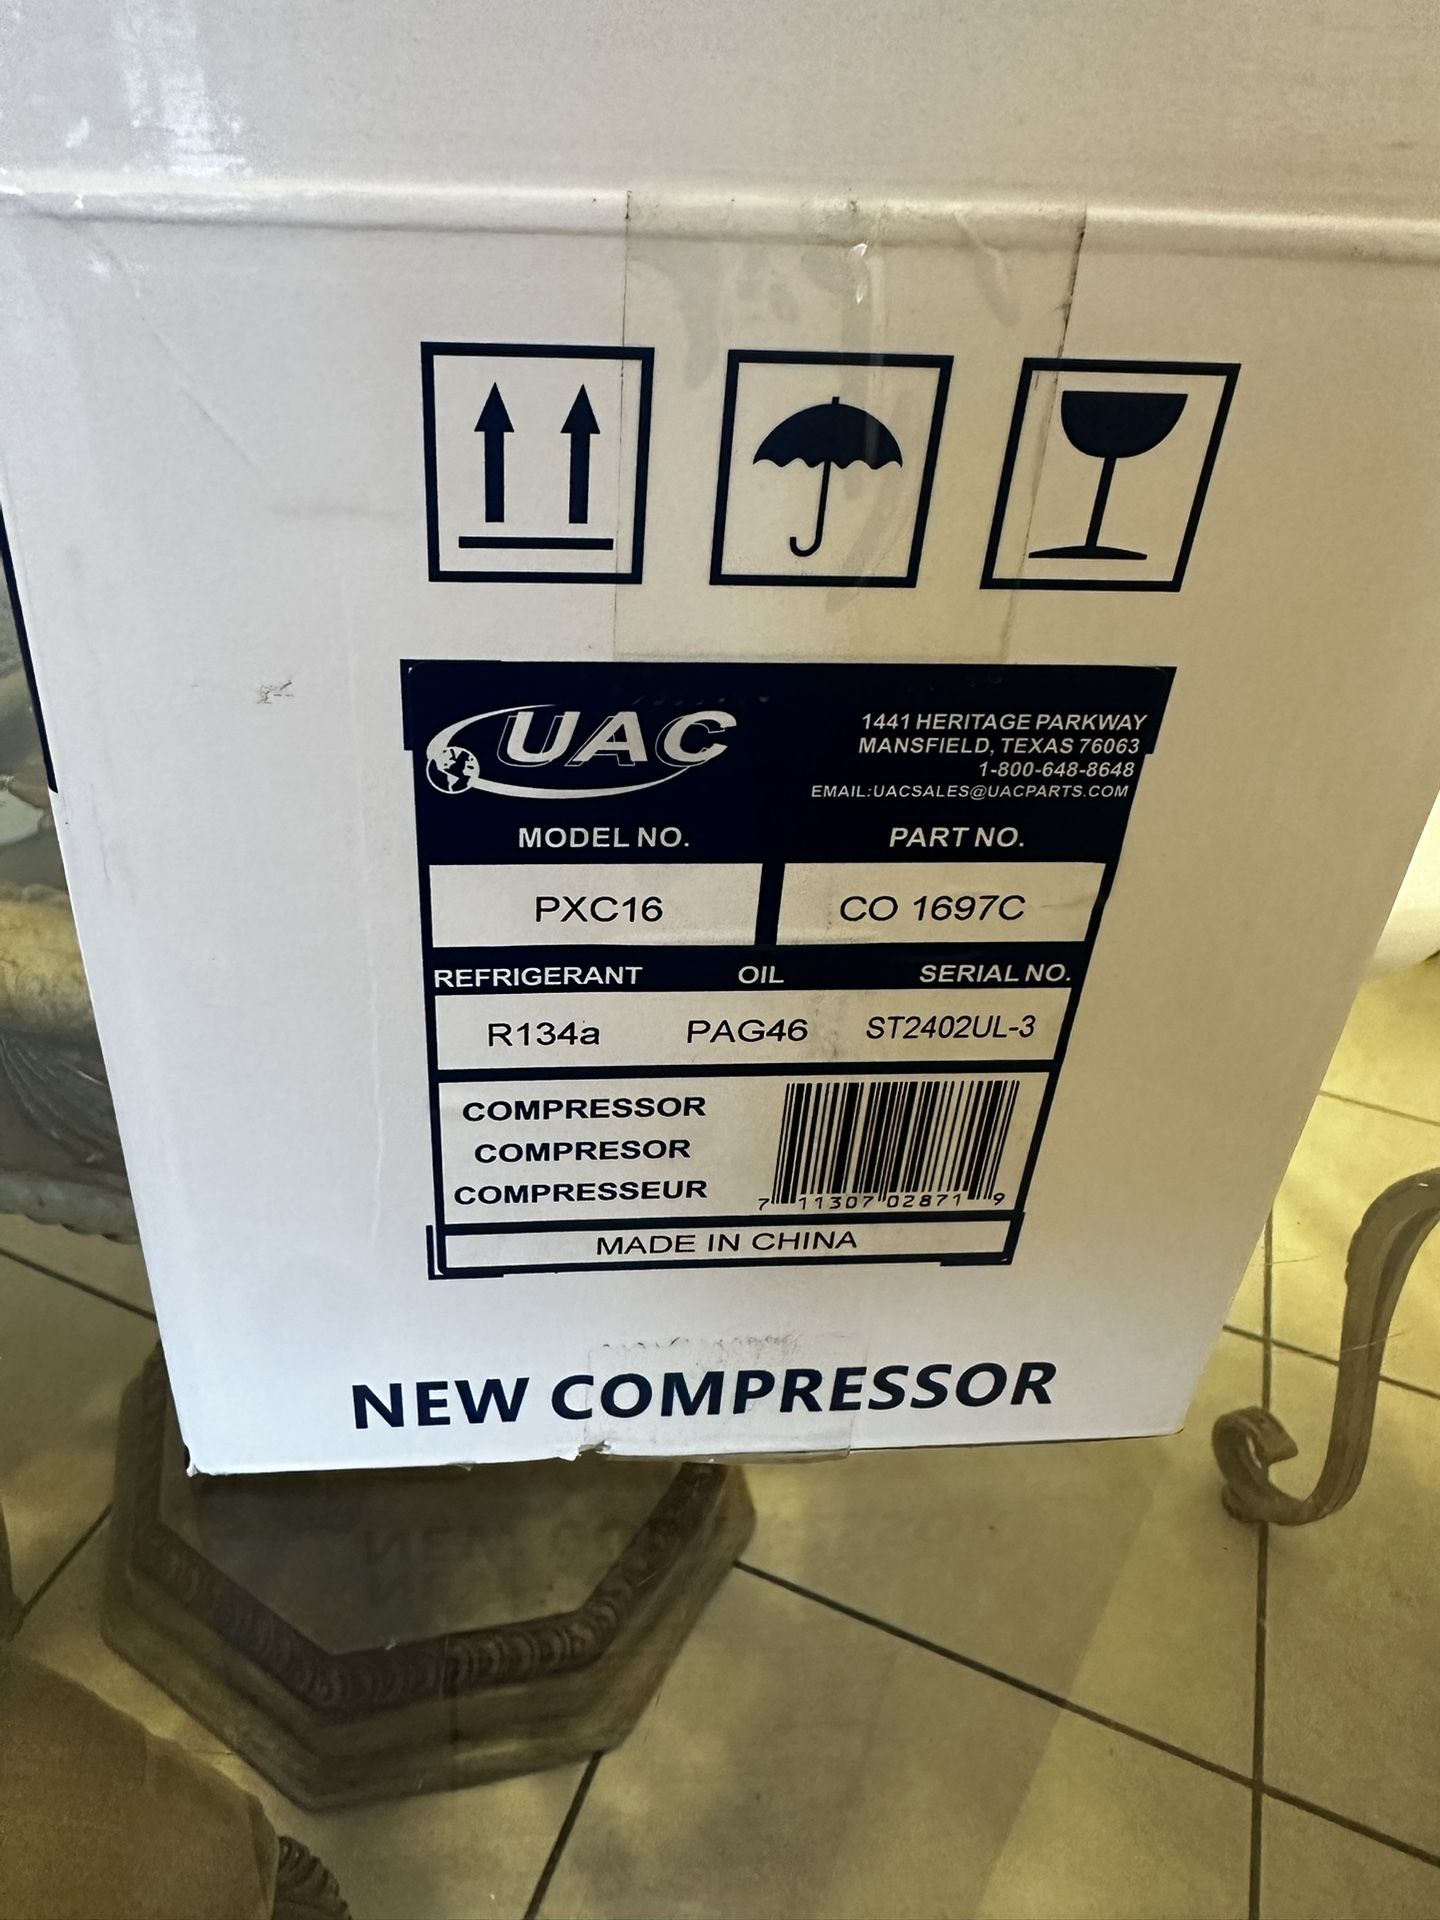 UAC
1441 HERITAGE PARKWAY
MANSFIELD, TEXAS 76063
1-800-648-8648
EMAIL:UACSALES@UACPARTS.COM
MODEL NO. PART NO.
PXC16 CO 1697C
REFRIGERANT OIL SERIAL NO.
R134a PAG46 ST2402UL-3
COMPRESSOR
COMPRESOR
COMPRESSEUR
7 11307 02871 9
MADE IN CHINA
NEW COMPRESSOR